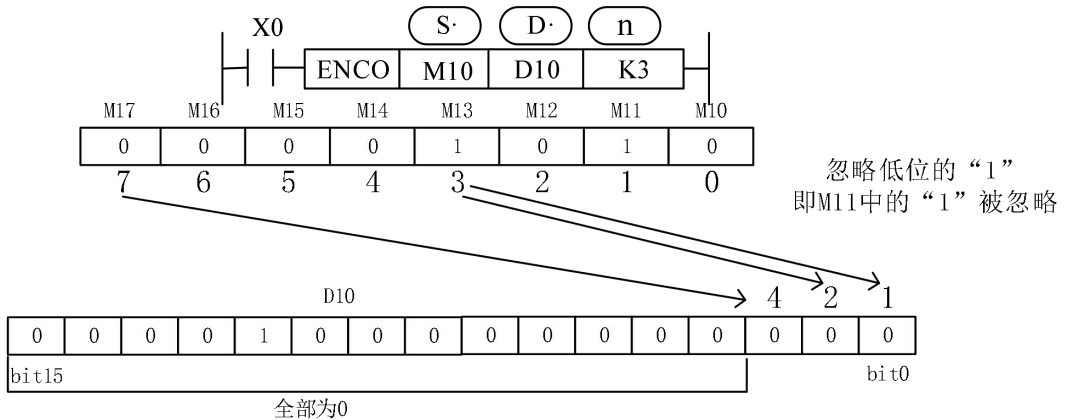 X0 S· D· n
ENCO M10 D10 K3
M17 M16 M15 M14 M13 M12 M11 M10
0 0 0 0 1 0 1 0
7 6 5 4 3 2 1 0
忽略低位的“1”
即M11中的“1”被忽略
D10 4 2 1
0 0 0 0 1 0 0 0 0 0 0 0 0 0 0 0
bit15 bit0
全部为0